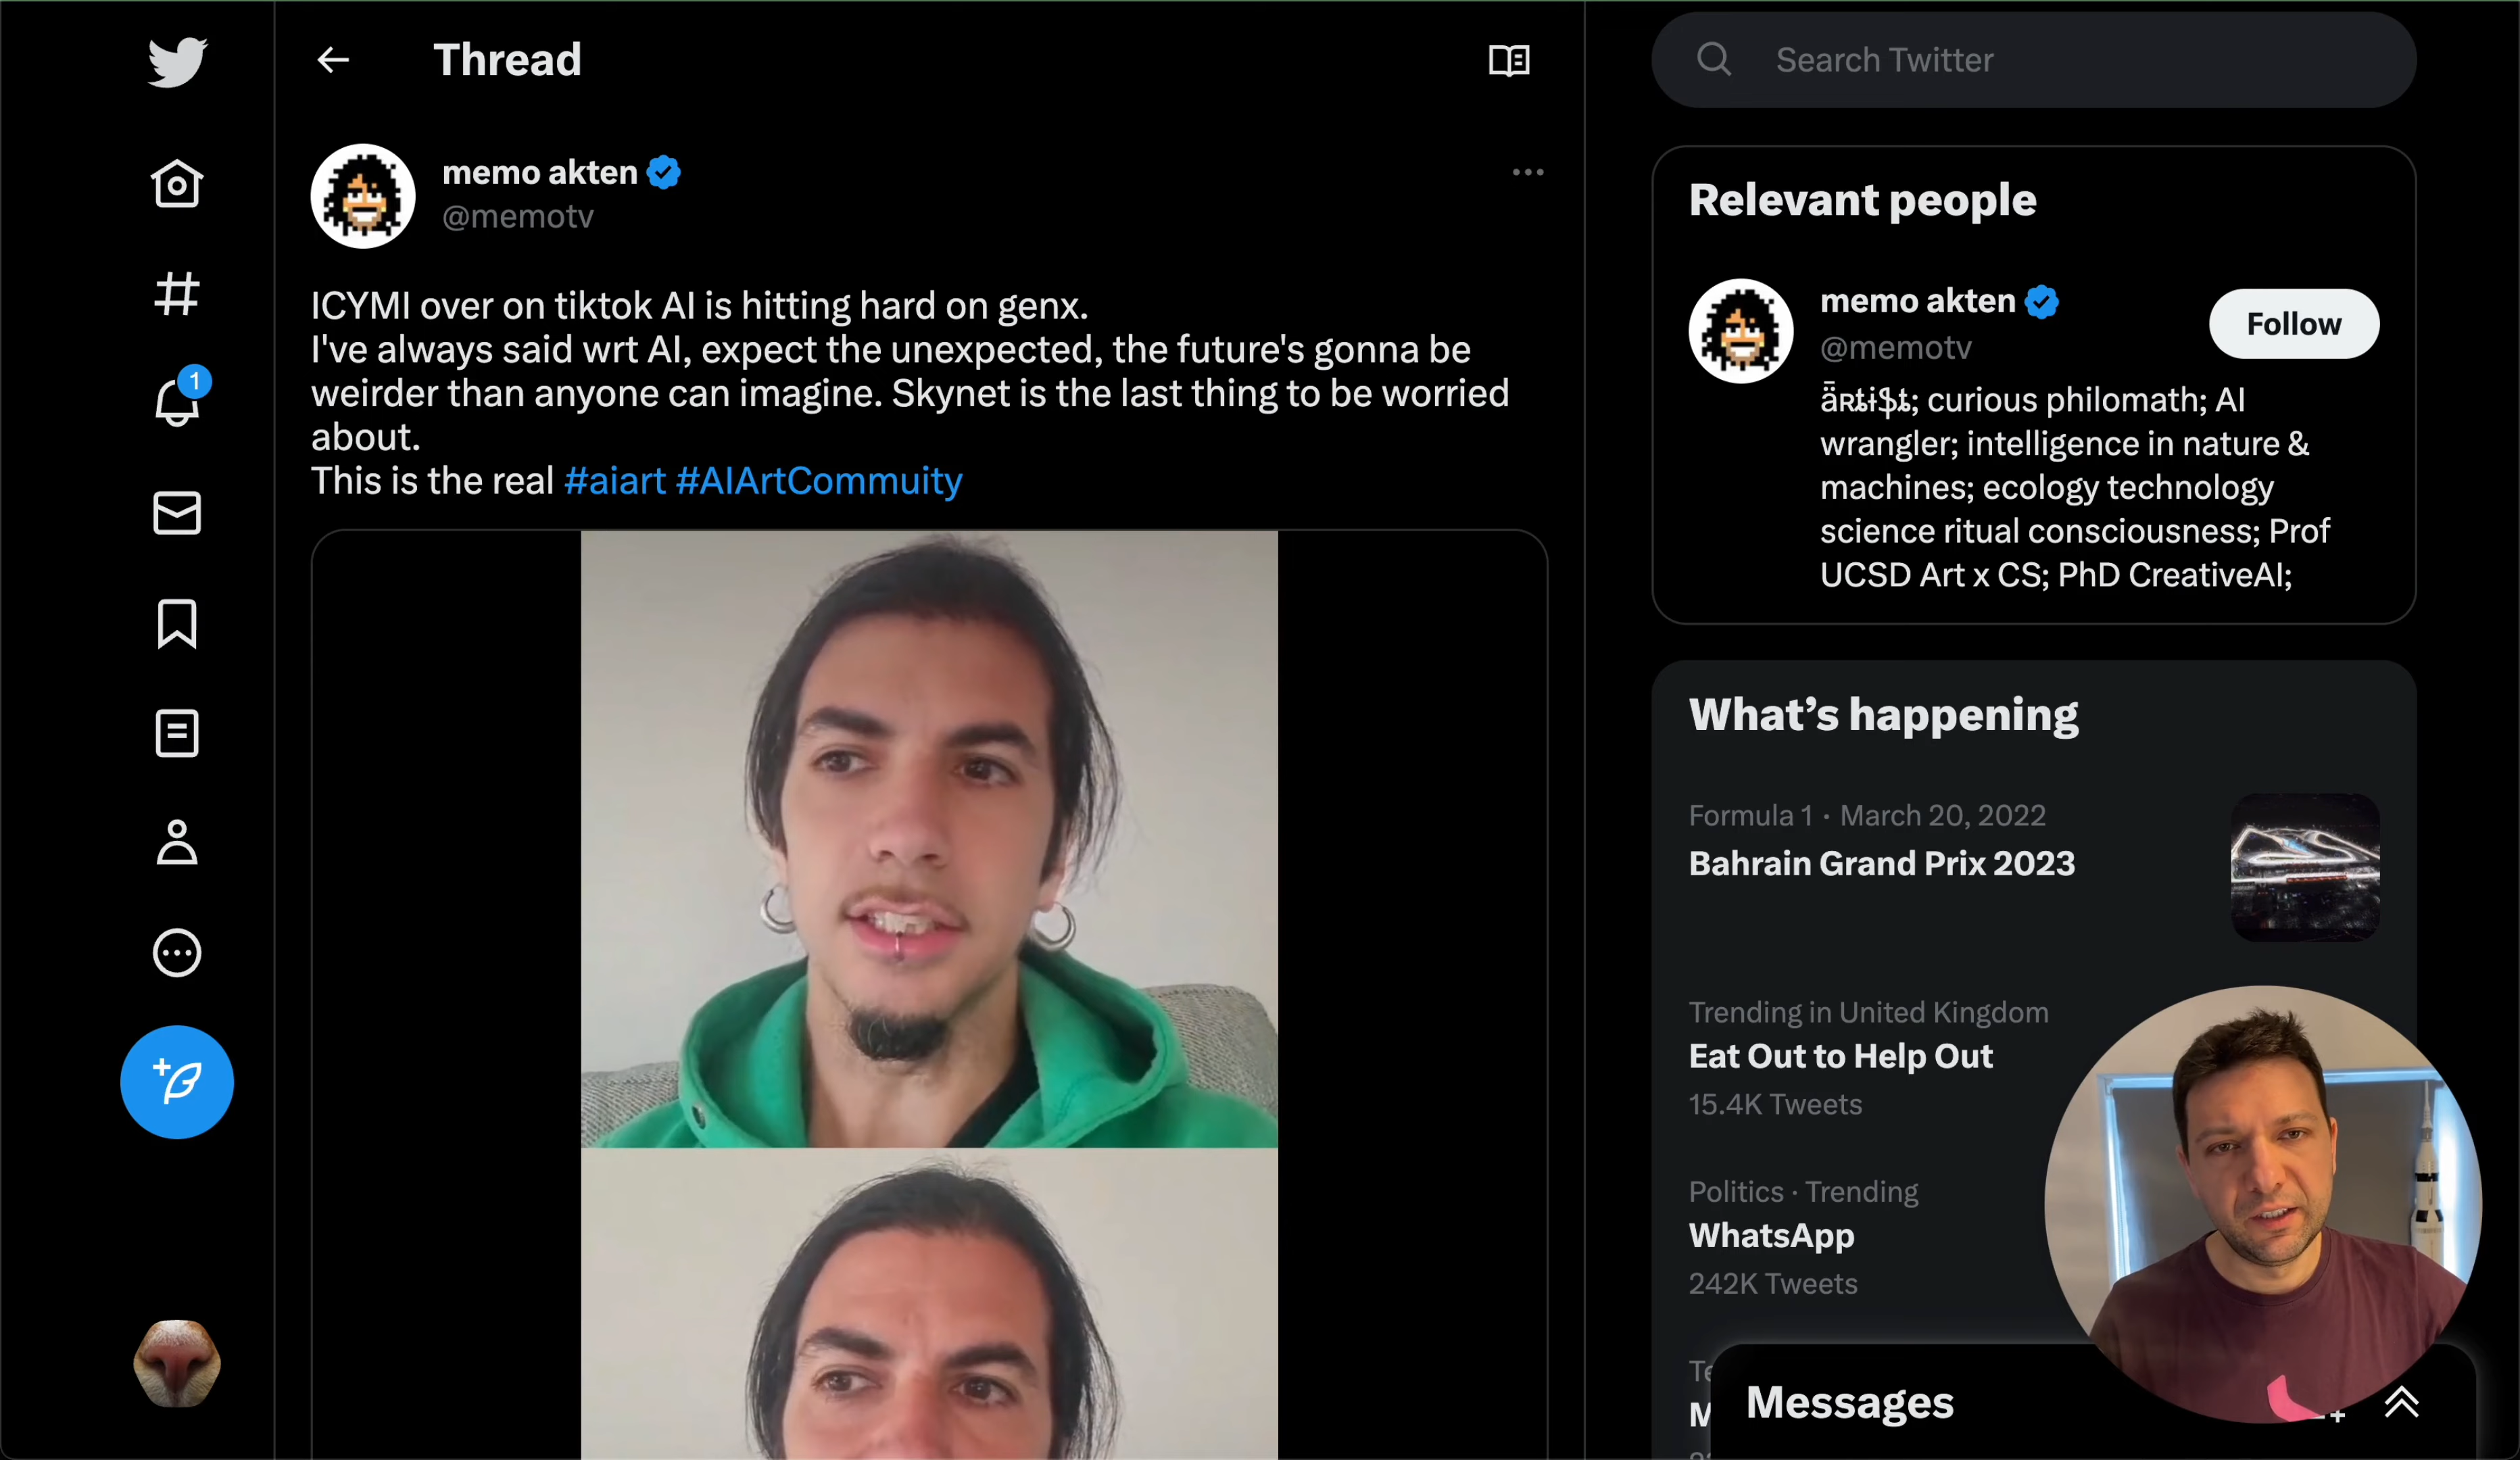 Thread
memo akten
@memotv
ICYMI over on tiktok AI is hitting hard on genx.
I've always said wrt AI, expect the unexpected, the future's gonna be
weirder than anyone can imagine. Skynet is the last thing to be worried
about.
This is the real #aiart #AIArtCommuity
1
Search Twitter
Relevant people
memo akten
@memotv
Follow
curious philomath; AI
wrangler; intelligence in nature &
machines; ecology technology
science ritual consciousness; Prof
UCSD Art x CS; PhD CreativeAI;
What's happening
Formula 1 · March 20, 2022
Bahrain Grand Prix 2023
Trending in United Kingdom
Eat Out to Help Out
15.4K Tweets
Politics · Trending
WhatsApp
242K Tweets
Messages